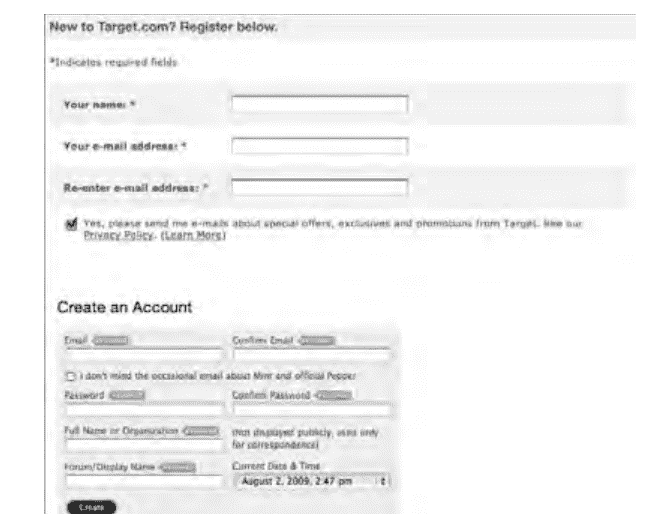 New to Target.com? Register below.
*Indicates required fields
Your name: *
Your e-mail address: *
Re-enter e-mail address: *
Yes, please send me e-mails about special offers, exclusives and promotions from Target. See our
Privacy Policy. (Learn More)
Create an Account
Email
Confirm Email
I don't mind the occasional email about Mint and official Pepper
Password
Confirm Password
Full Name or Organization
(not displayed publicly, used only
for correspondence)
Forum/Display Name
Current Date & Time
August 2, 2009, 2:47 pm
Create